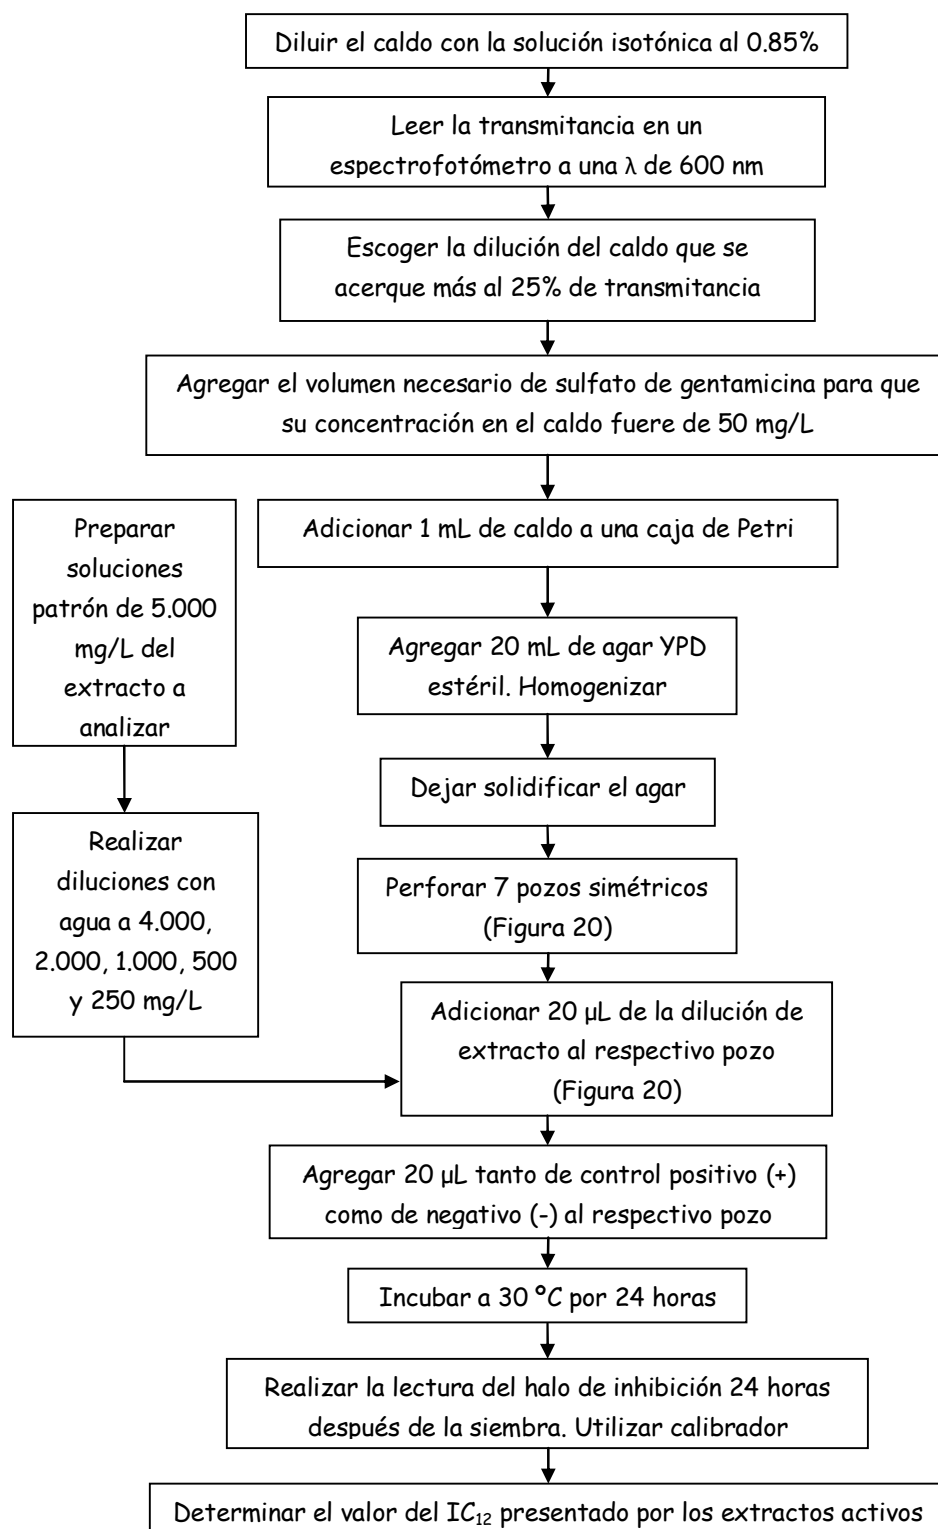 Diluir el caldo con la solución isotónica al 0.85%
Leer la transmitancia en un
espectrofotómetro a una λ de 600 nm
Escoger la dilución del caldo que se
acerque más al 25% de transmitancia
Agregar el volumen necesario de sulfato de gentamicina para que
su concentración en el caldo fuere de 50 mg/L
Adicionar 1 mL de caldo a una caja de Petri
Agregar 20 mL de agar YPD
estéril. Homogenizar
Dejar solidificar el agar
Perforar 7 pozos simétricos
(Figura 20)
Preparar
soluciones
patrón de 5.000
mg/L del
extracto a
analizar
Realizar
diluciones con
agua a 4.000,
2.000, 1.000, 500
y 250 mg/L
Adicionar 20 µL de la dilución de
extracto al respectivo pozo
(Figura 20)
Agregar 20 µL tanto de control positivo (+)
como de negativo (-) al respectivo pozo
Incubar a 30 ºC por 24 horas
Realizar la lectura del halo de inhibición 24 horas
después de la siembra. Utilizar calibrador
Determinar el valor del IC₁₂ presentado por los extractos activos